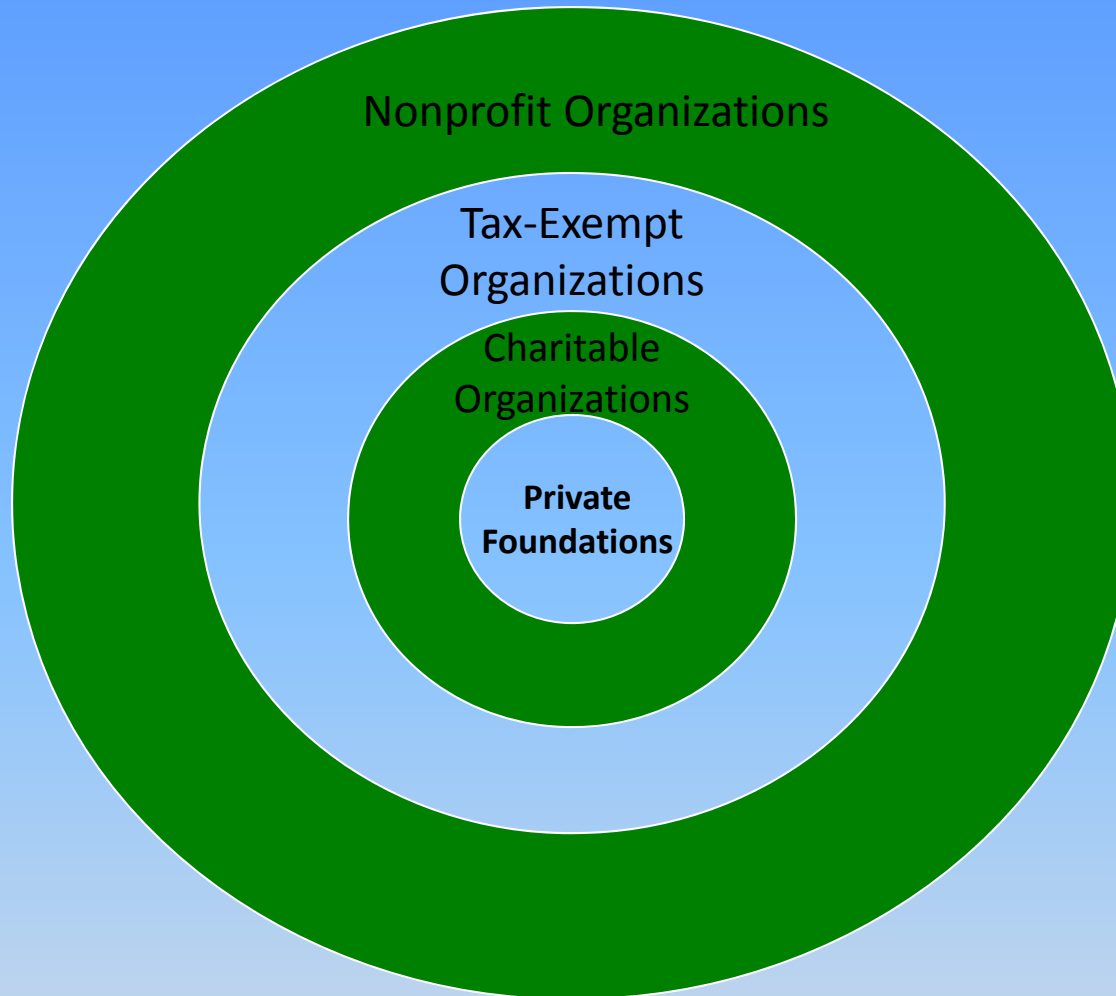 Nonprofit Organizations
Tax-Exempt
Organizations
Charitable
Organizations
Private
Foundations